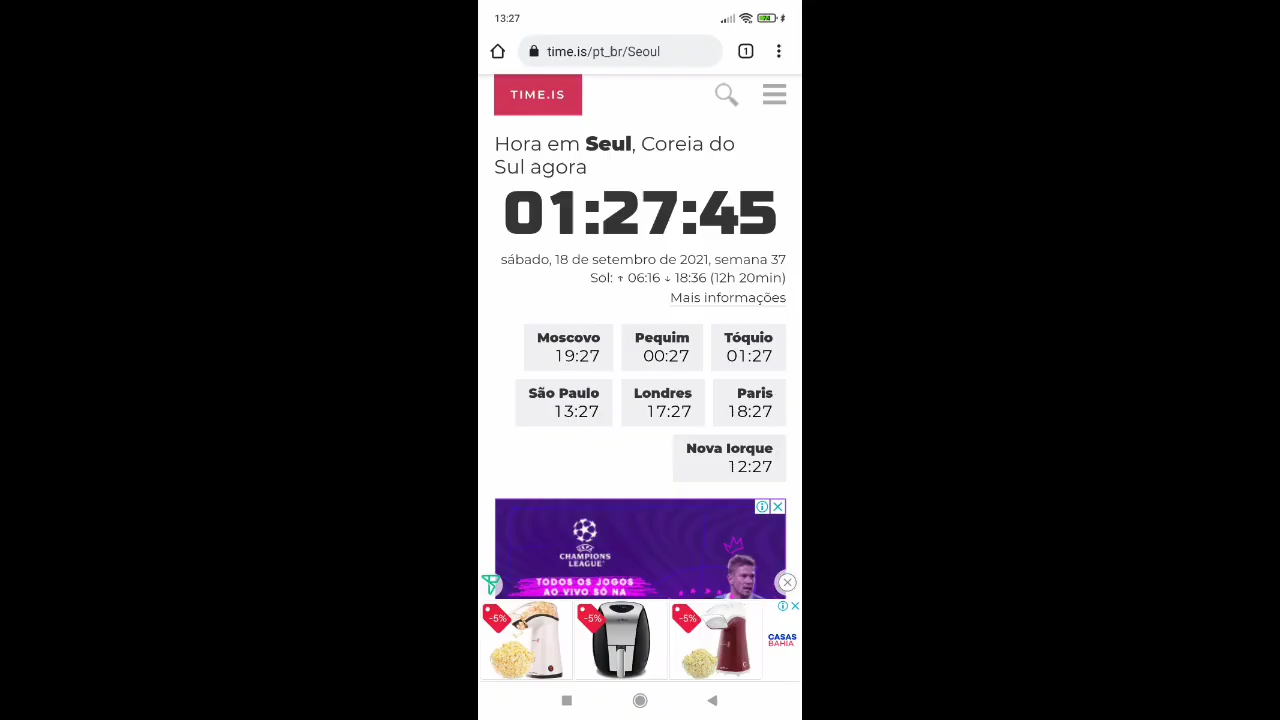 13:27
74
time.is/pt_br/Seoul
1
TIME.IS
Hora em Seul, Coreia do
Sul agora
01:27:45
sábado, 18 de setembro de 2021, semana 37
Sol: ↑ 06:16 ↓ 18:36 (12h 20min)
Mais informações
Moscovo
19:27
Pequim
00:27
Tóquio
01:27
São Paulo
13:27
Londres
17:27
Paris
18:27
Nova Iorque
12:27
UEFA
CHAMPIONS
LEAGUE
TODOS OS JOGOS
AO VIVO SÓ NA
-5%
-5%
-5%
CASAS
BAHIA